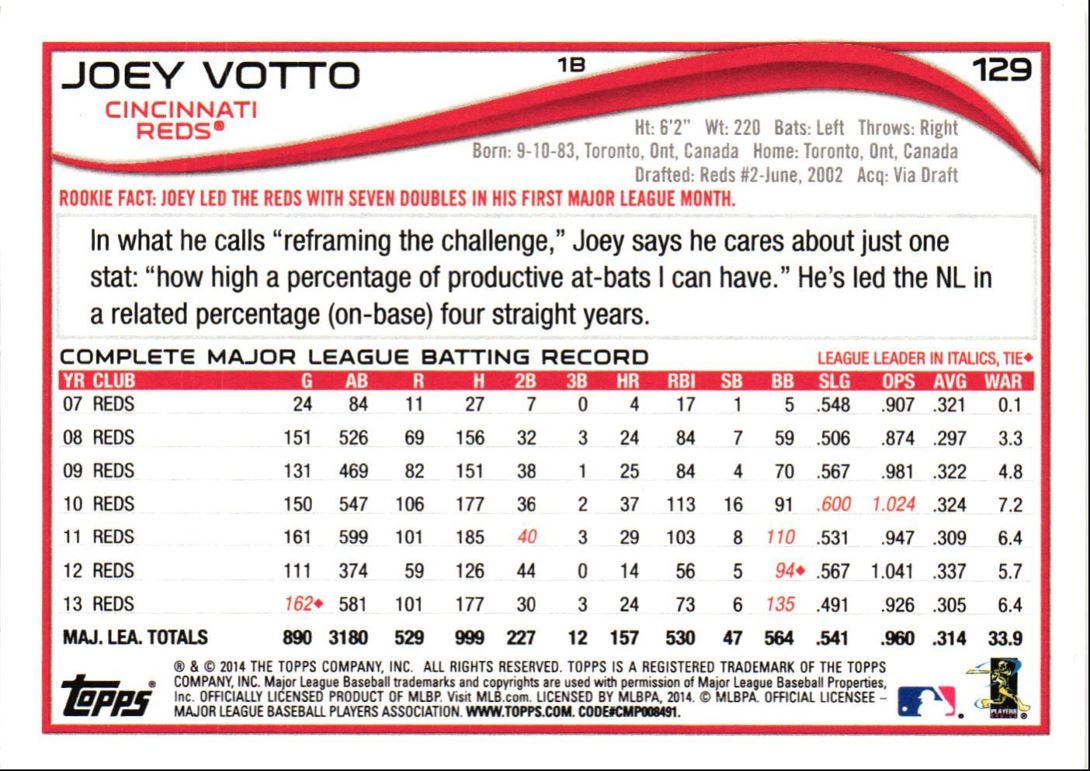 JOEY VOTTO 1B 129
CINCINNATI
REDS®
Ht: 6'2" Wt: 220 Bats: Left Throws: Right
Born: 9-10-83, Toronto, Ont, Canada Home: Toronto, Ont, Canada
Drafted: Reds #2-June, 2002 Acq: Via Draft
ROOKIE FACT: JOEY LED THE REDS WITH SEVEN DOUBLES IN HIS FIRST MAJOR LEAGUE MONTH.
In what he calls "reframing the challenge," Joey says he cares about just one
stat: "how high a percentage of productive at-bats I can have." He's led the NL in
a related percentage (on-base) four straight years.
COMPLETE MAJOR LEAGUE BATTING RECORD LEAGUE LEADER IN ITALICS, TIE♦
YR CLUB G AB R H 2B 3B HR RBI SB BB SLG OPS AVG WAR
07 REDS 24 84 11 27 7 0 4 17 1 5 .548 .907 .321 0.1
08 REDS 151 526 69 156 32 3 24 84 7 59 .506 .874 .297 3.3
09 REDS 131 469 82 151 38 1 25 84 4 70 .567 .981 .322 4.8
10 REDS 150 547 106 177 36 2 37 113 16 91 .600 1.024 .324 7.2
11 REDS 161 599 101 185 40 3 29 103 8 110 .531 .947 .309 6.4
12 REDS 111 374 59 126 44 0 14 56 5 94♦ .567 1.041 .337 5.7
13 REDS 162♦ 581 101 177 30 3 24 73 6 135 .491 .926 .305 6.4
MAJ. LEA. TOTALS 890 3180 529 999 227 12 157 530 47 564 .541 .960 .314 33.9
Topps®
® & © 2014 THE TOPPS COMPANY, INC. ALL RIGHTS RESERVED. TOPPS IS A REGISTERED TRADEMARK OF THE TOPPS
COMPANY, INC. Major League Baseball trademarks and copyrights are used with permission of Major League Baseball Properties,
Inc. OFFICIALLY LICENSED PRODUCT OF MLBP. Visit MLB.com. LICENSED BY MLBPA, 2014. © MLBPA. OFFICIAL LICENSEE –
MAJOR LEAGUE BASEBALL PLAYERS ASSOCIATION. WWW.TOPPS.COM. CODE#CMP008491.
PLAYERS